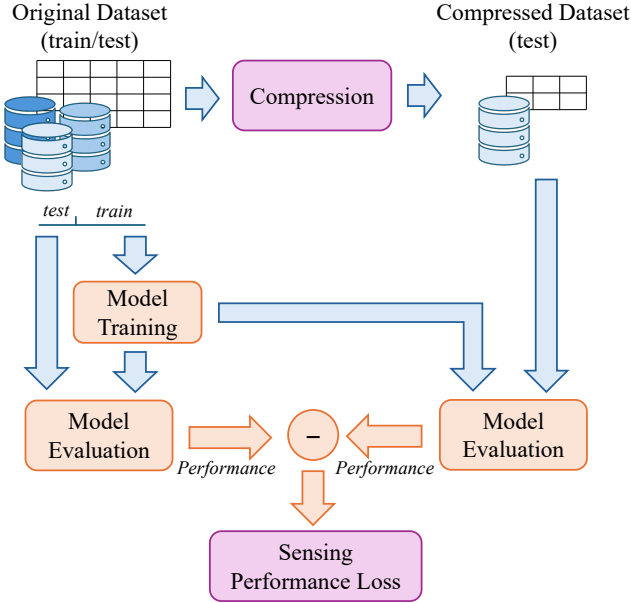 Original Dataset
(train/test)
Compressed Dataset
(test)
Compression
test train
Model
Training
Model
Evaluation
Performance
–
Performance
Model
Evaluation
Sensing
Performance Loss